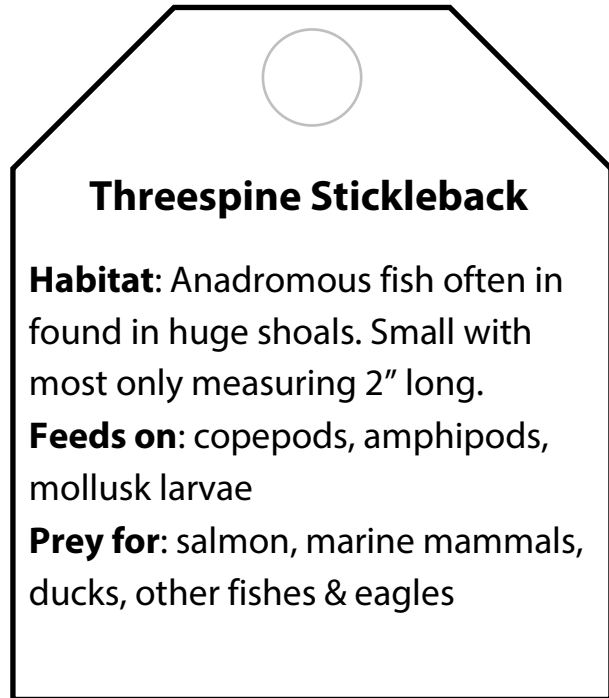 Threespine Stickleback
Habitat: Anadromous fish often in
found in huge shoals. Small with
most only measuring 2” long.
Feeds on: copepods, amphipods,
mollusk larvae
Prey for: salmon, marine mammals,
ducks, other fishes & eagles